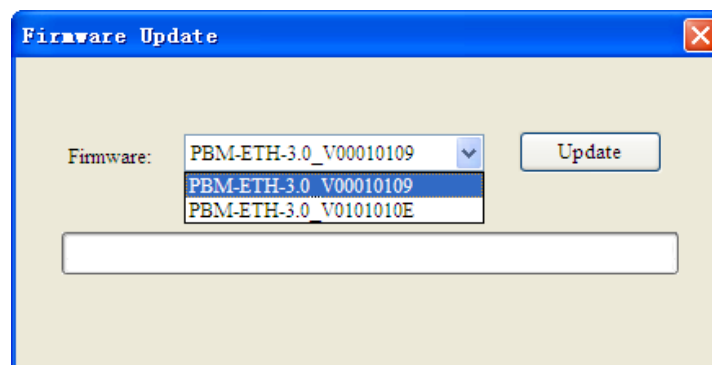 Firmware Update
Firmware: PBM-ETH-3.0_V00010109 Update
PBM-ETH-3.0_V00010109
PBM-ETH-3.0_V0101010E